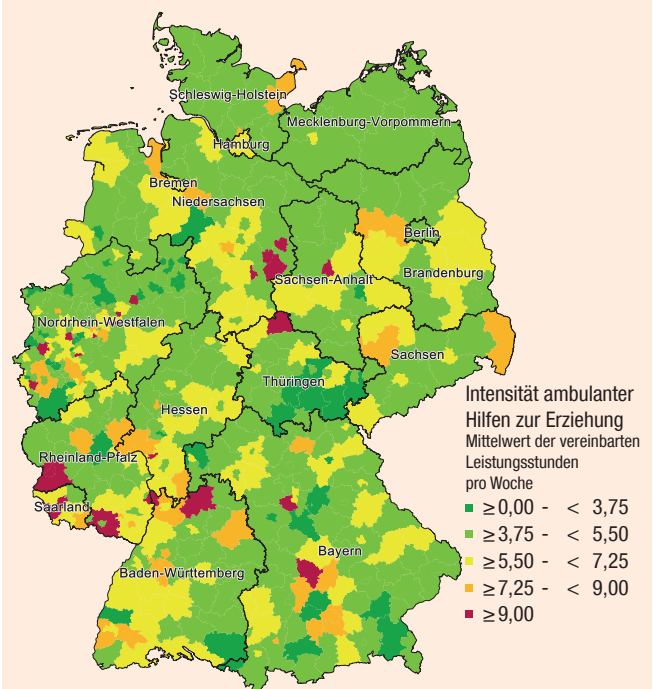 Schleswig-Holstein
Mecklenburg-Vorpommern
Hamburg
Bremen
Niedersachsen
Berlin
Sachsen-Anhalt
Brandenburg
Nordrhein-Westfalen
Sachsen
Thüringen
Hessen
Rheinland-Pfalz
Saarland
Bayern
Baden-Württemberg
Intensität ambulanter
Hilfen zur Erziehung
Mittelwert der vereinbarten
Leistungsstunden
pro Woche
≥0,00 - < 3,75
≥3,75 - < 5,50
≥5,50 - < 7,25
≥7,25 - < 9,00
≥9,00